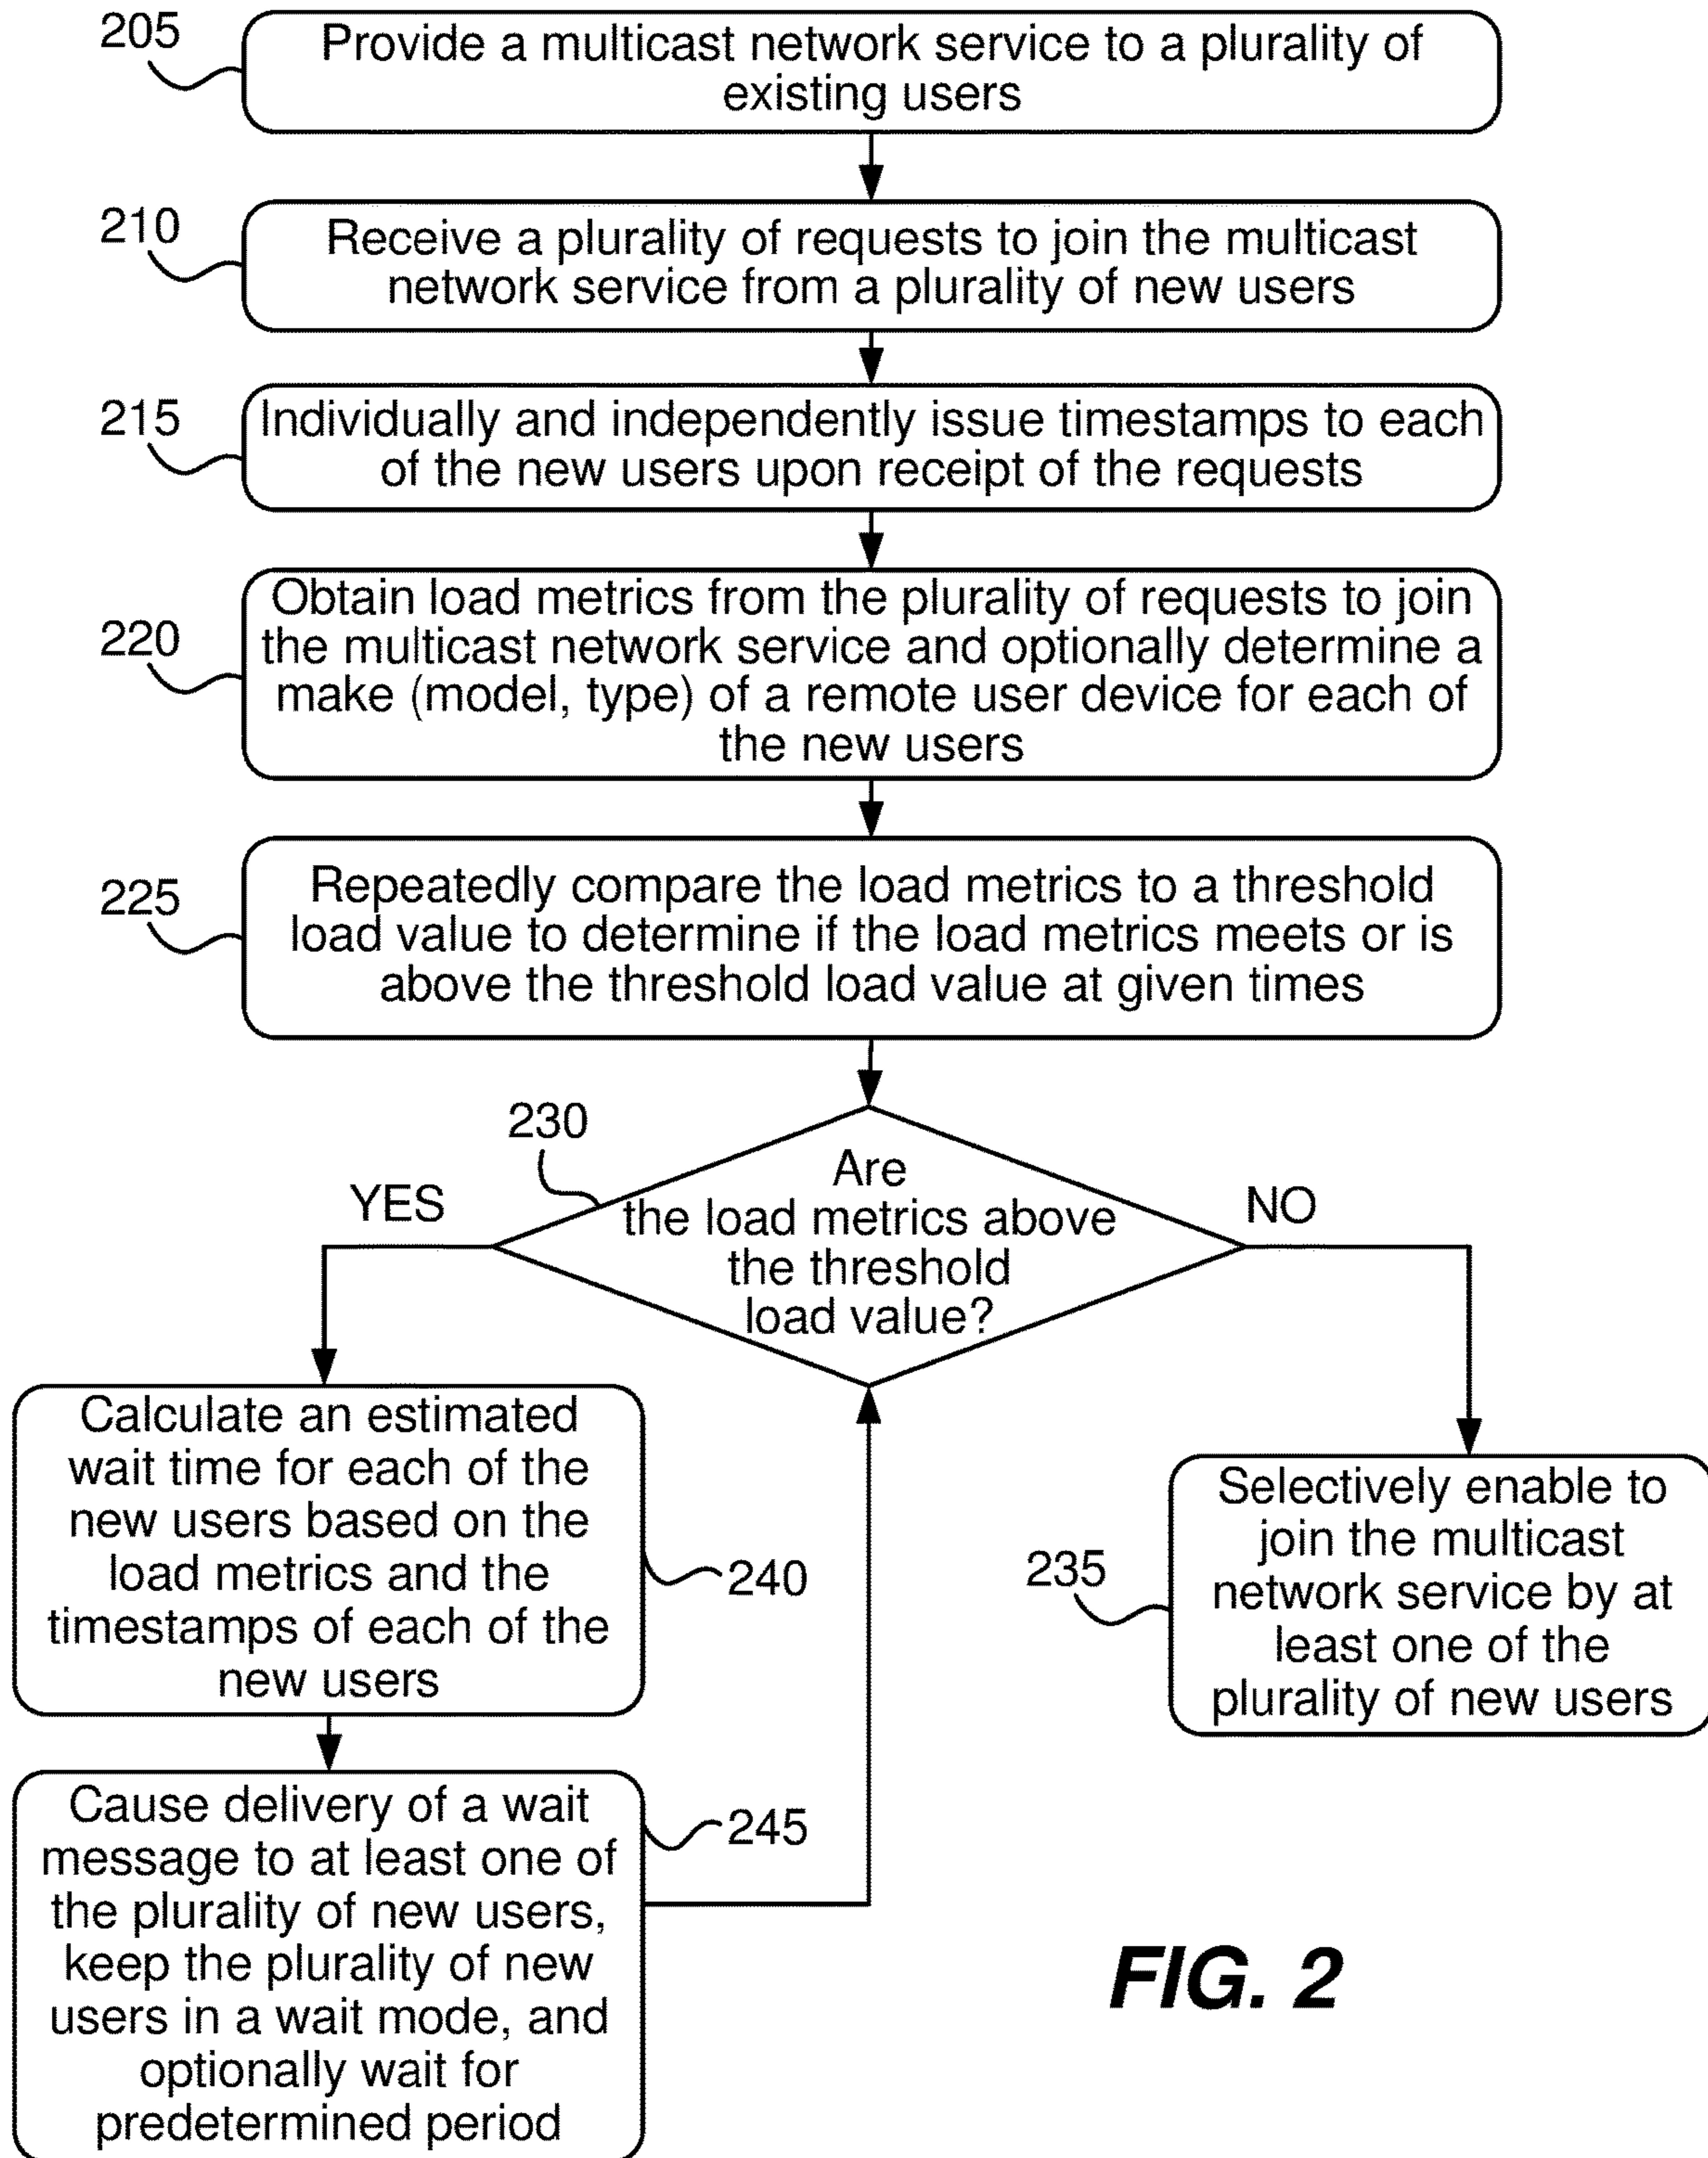 205
Provide a multicast network service to a plurality of
existing users
210
Receive a plurality of requests to join the multicast
network service from a plurality of new users
215
Individually and independently issue timestamps to each
of the new users upon receipt of the requests
220
Obtain load metrics from the plurality of requests to join
the multicast network service and optionally determine a
make (model, type) of a remote user device for each of
the new users
225
Repeatedly compare the load metrics to a threshold
load value to determine if the load metrics meets or is
above the threshold load value at given times
230
Are
the load metrics above
the threshold
load value?
YES
NO
Calculate an estimated
wait time for each of the
new users based on the
load metrics and the
timestamps of each of the
new users
240
235
Selectively enable to
join the multicast
network service by at
least one of the
plurality of new users
Cause delivery of a wait
message to at least one of
the plurality of new users,
keep the plurality of new
users in a wait mode, and
optionally wait for
predetermined period
245
FIG. 2